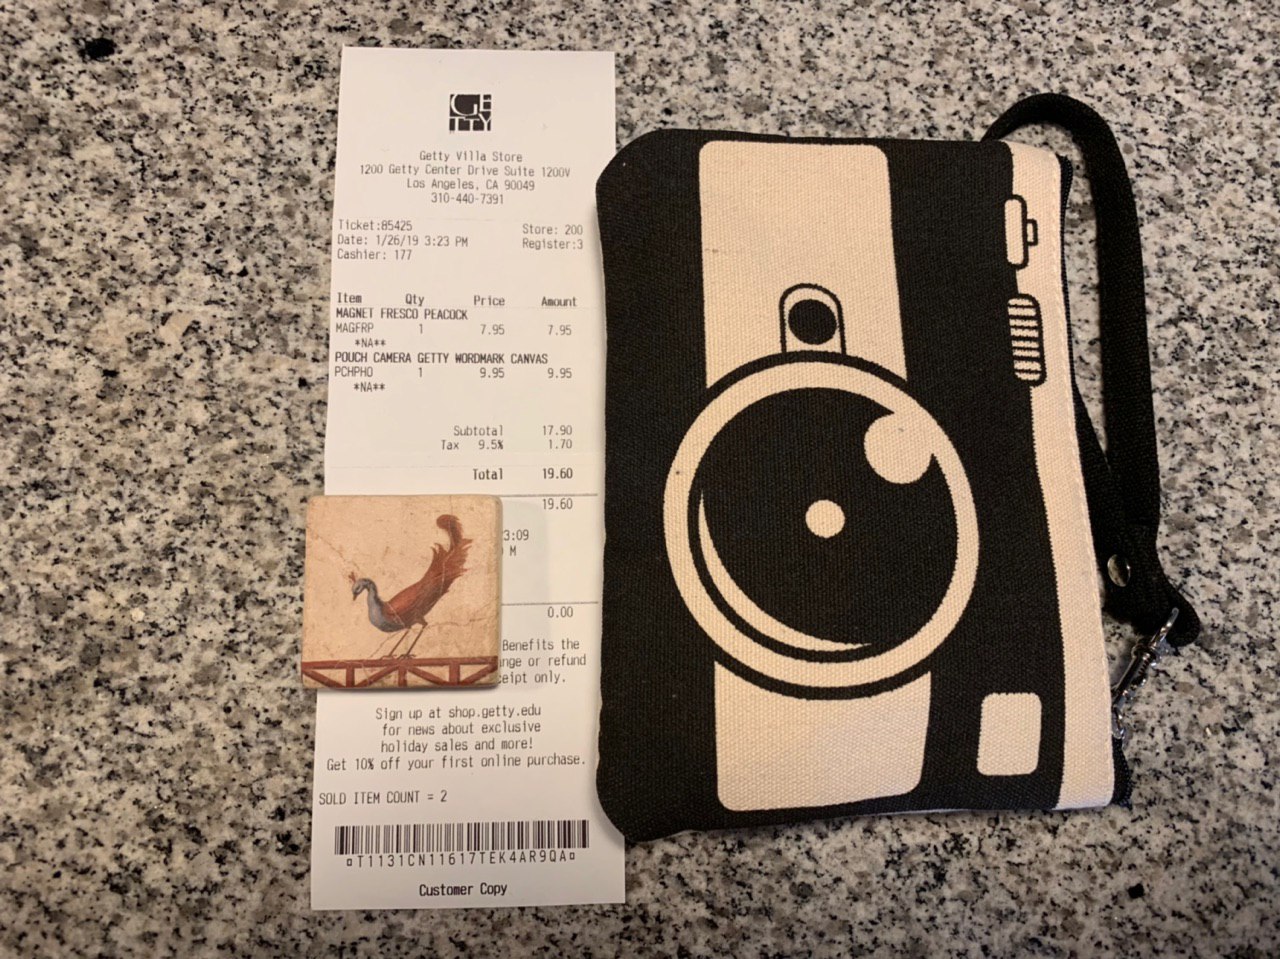 GE
TTY
Getty Villa Store
1200 Getty Center Drive Suite 1200V
Los Angeles, CA 90049
310-440-7391
Ticket:85425 Store: 200
Date: 1/26/19 3:23 PM Register:3
Cashier: 177
Item Qty Price Amount
MAGNET FRESCO PEACOCK
MAGFRP 1 7.95 7.95
*NA**
POUCH CAMERA GETTY WORDMARK CANVAS
PCHPHO 1 9.95 9.95
*NA**
Subtotal 17.90
Tax 9.5% 1.70
Total 19.60
19.60
3:09
M
0.00
Benefits the
nge or refund
ceipt only.
Sign up at shop.getty.edu
for news about exclusive
holiday sales and more!
Get 10% off your first online purchase.
SOLD ITEM COUNT = 2
¤T1131CN11617TEK4AR9QA¤
Customer Copy